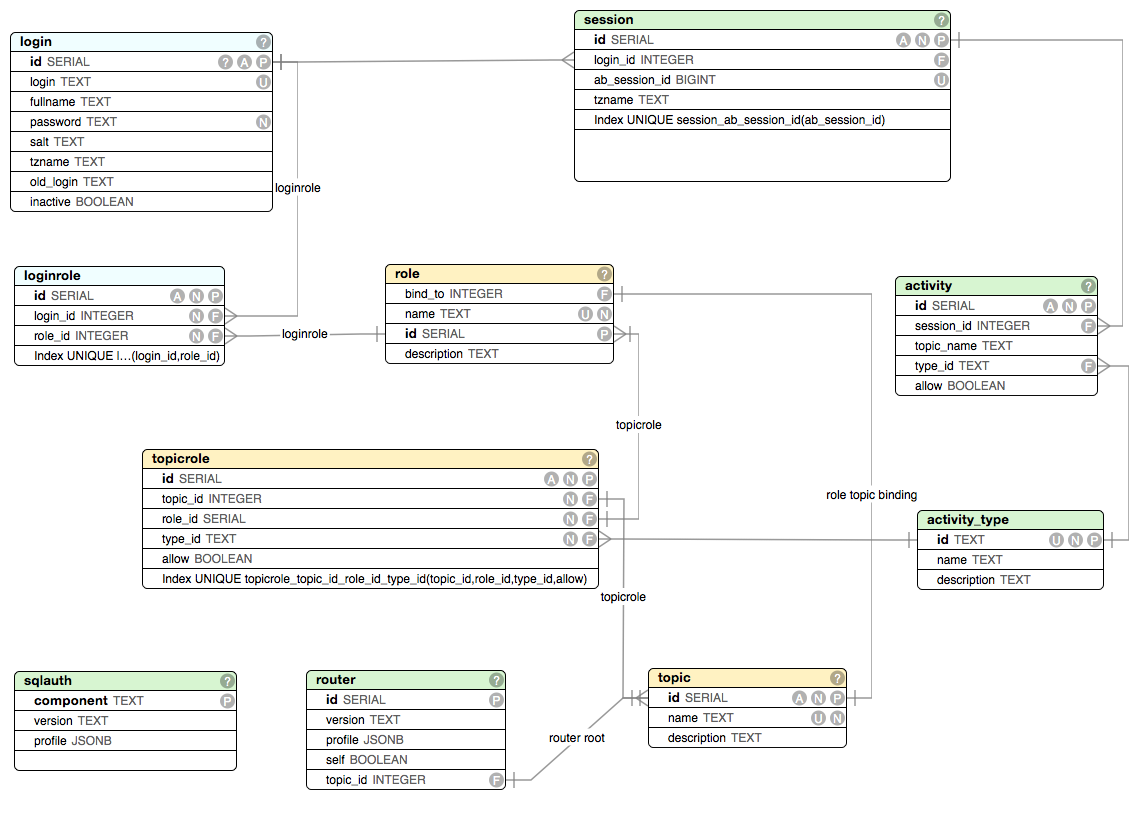 login ?
id SERIAL ? A P
login TEXT U
fullname TEXT
password TEXT N
salt TEXT
tzname TEXT
old_login TEXT
inactive BOOLEAN
session ?
id SERIAL A N P
login_id INTEGER F
ab_session_id BIGINT U
tzname TEXT
Index UNIQUE session_ab_session_id(ab_session_id)
loginrole
loginrole
id SERIAL A N P
login_id INTEGER N F
role_id INTEGER N F
Index UNIQUE l...(login_id,role_id)
loginrole
role ?
bind_to INTEGER F
name TEXT U N
id SERIAL P
description TEXT
activity ?
id SERIAL A N P
session_id INTEGER F
topic_name TEXT
type_id TEXT F
allow BOOLEAN
topicrole
topicrole ?
id SERIAL A N P
topic_id INTEGER N F
role_id SERIAL N F
type_id TEXT N F
allow BOOLEAN
Index UNIQUE topicrole_topic_id_role_id_type_id(topic_id,role_id,type_id,allow)
role topic binding
activity_type
id TEXT U N P
name TEXT
description TEXT
topicrole
sqlauth ?
component TEXT P
version TEXT
profile JSONB
router ?
id SERIAL P
version TEXT
profile JSONB
self BOOLEAN
topic_id INTEGER F
router root
topic ?
id SERIAL A N P
name TEXT U N
description TEXT